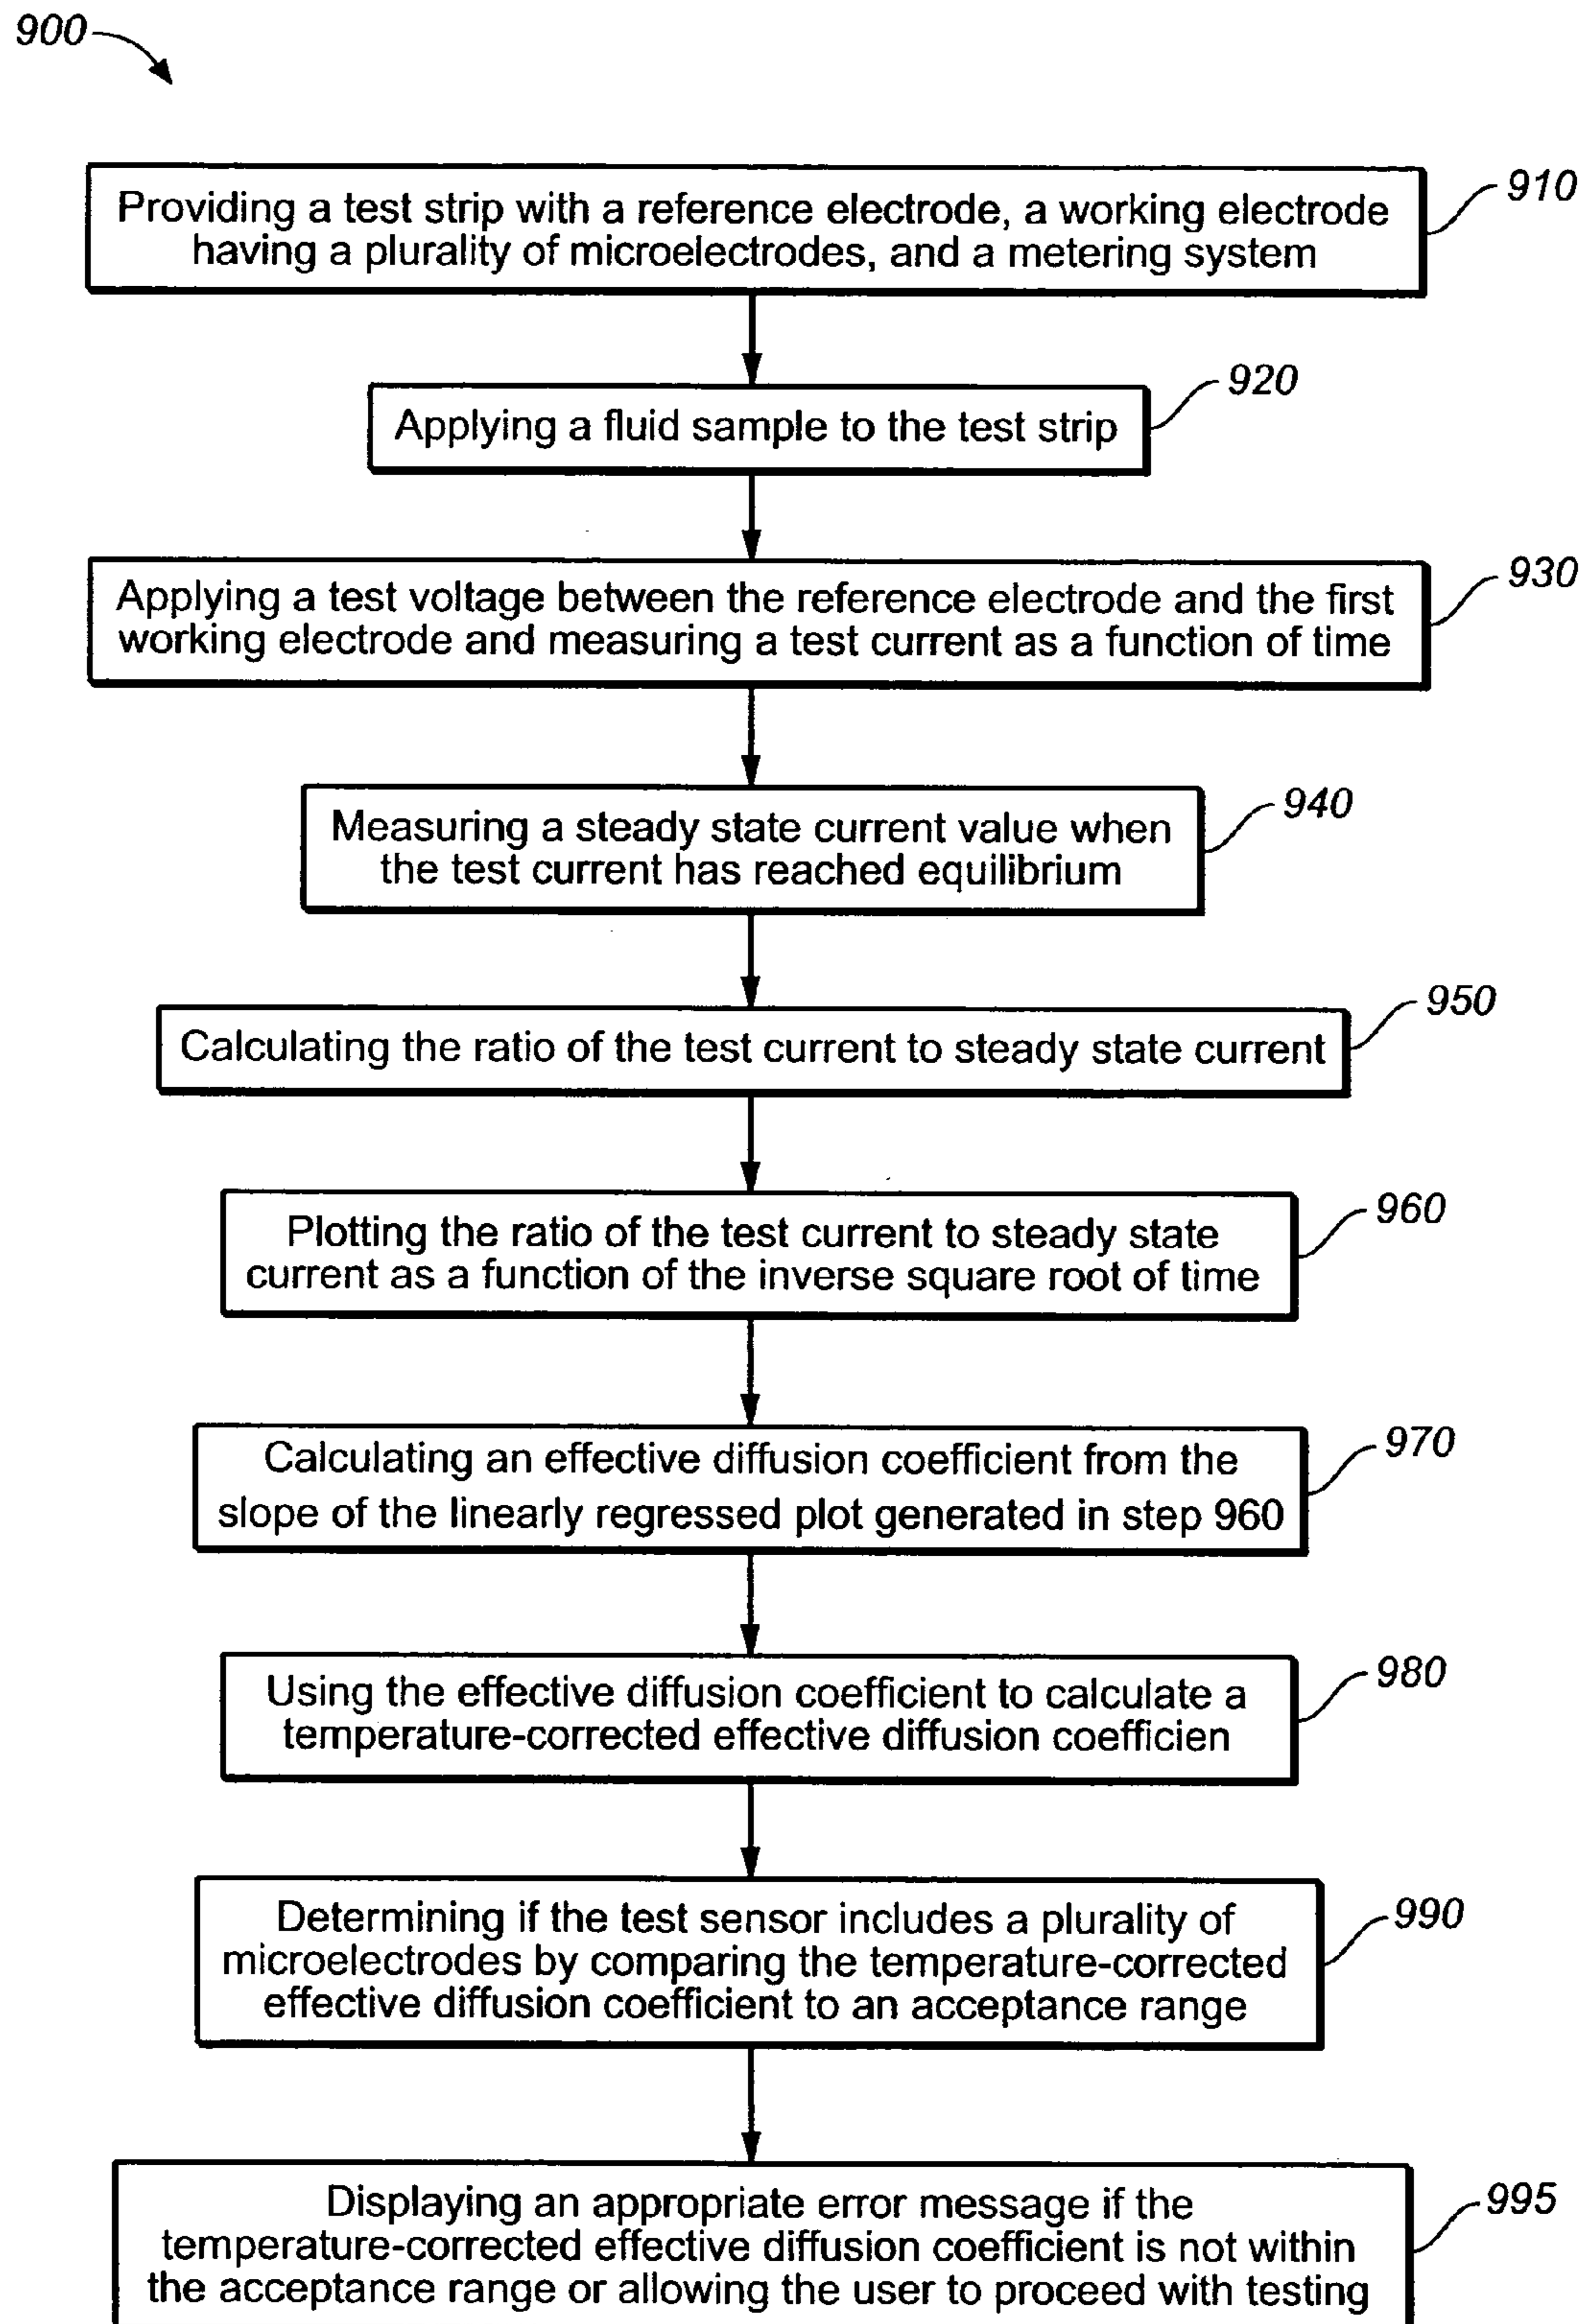 900
Providing a test strip with a reference electrode, a working electrode
having a plurality of microelectrodes, and a metering system
910
Applying a fluid sample to the test strip
920
Applying a test voltage between the reference electrode and the first
working electrode and measuring a test current as a function of time
930
Measuring a steady state current value when
the test current has reached equilibrium
940
Calculating the ratio of the test current to steady state current
950
Plotting the ratio of the test current to steady state
current as a function of the inverse square root of time
960
Calculating an effective diffusion coefficient from the
slope of the linearly regressed plot generated in step 960
970
Using the effective diffusion coefficient to calculate a
temperature-corrected effective diffusion coefficien
980
Determining if the test sensor includes a plurality of
microelectrodes by comparing the temperature-corrected
effective diffusion coefficient to an acceptance range
990
Displaying an appropriate error message if the
temperature-corrected effective diffusion coefficient is not within
the acceptance range or allowing the user to proceed with testing
995